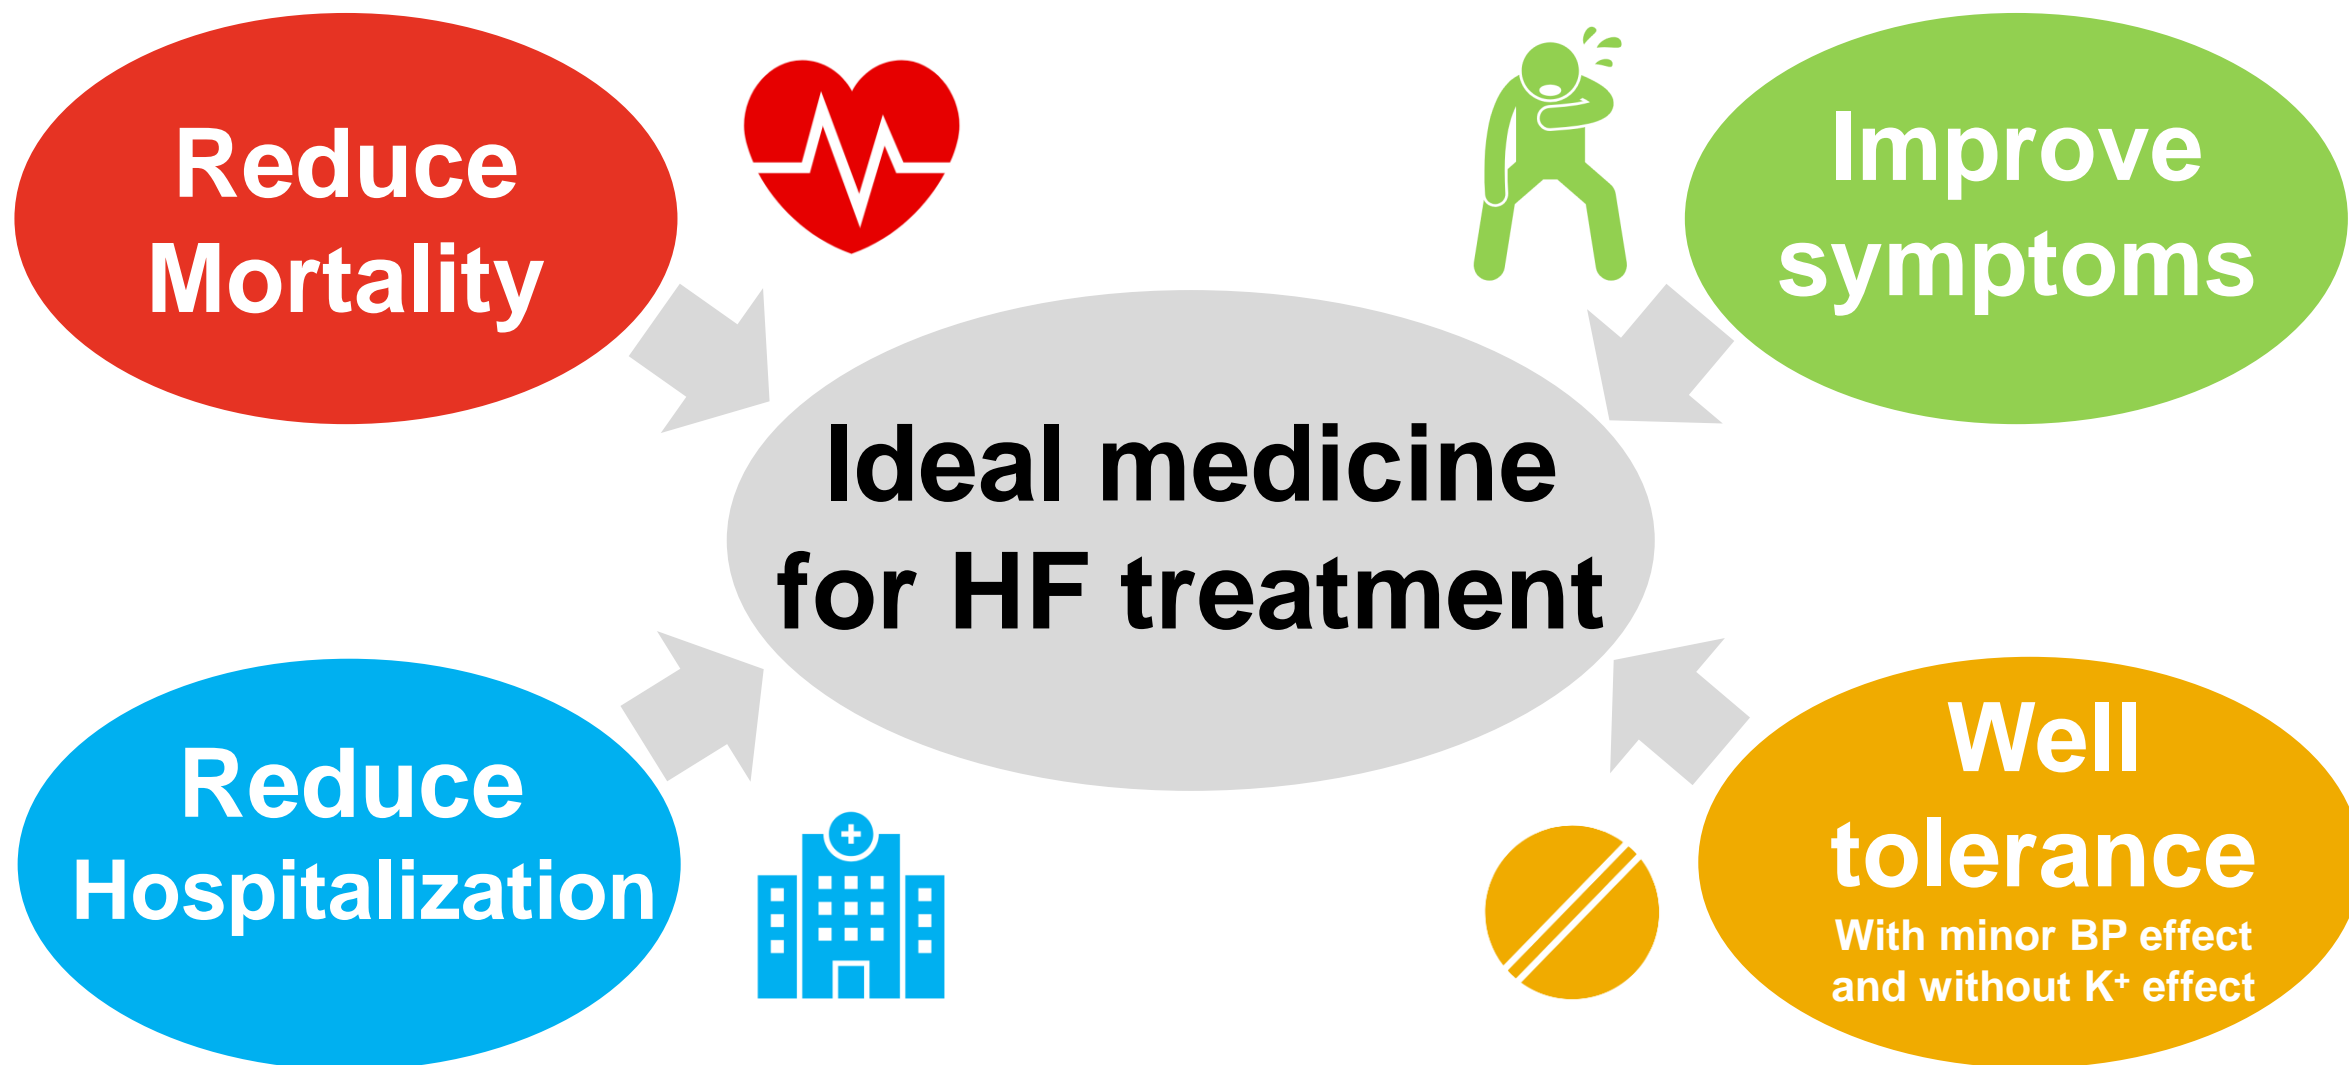 Reduce
Mortality
Improve
symptoms
Ideal medicine
for HF treatment
Reduce
Hospitalization
Well
tolerance
With minor BP effect
and without K⁺ effect